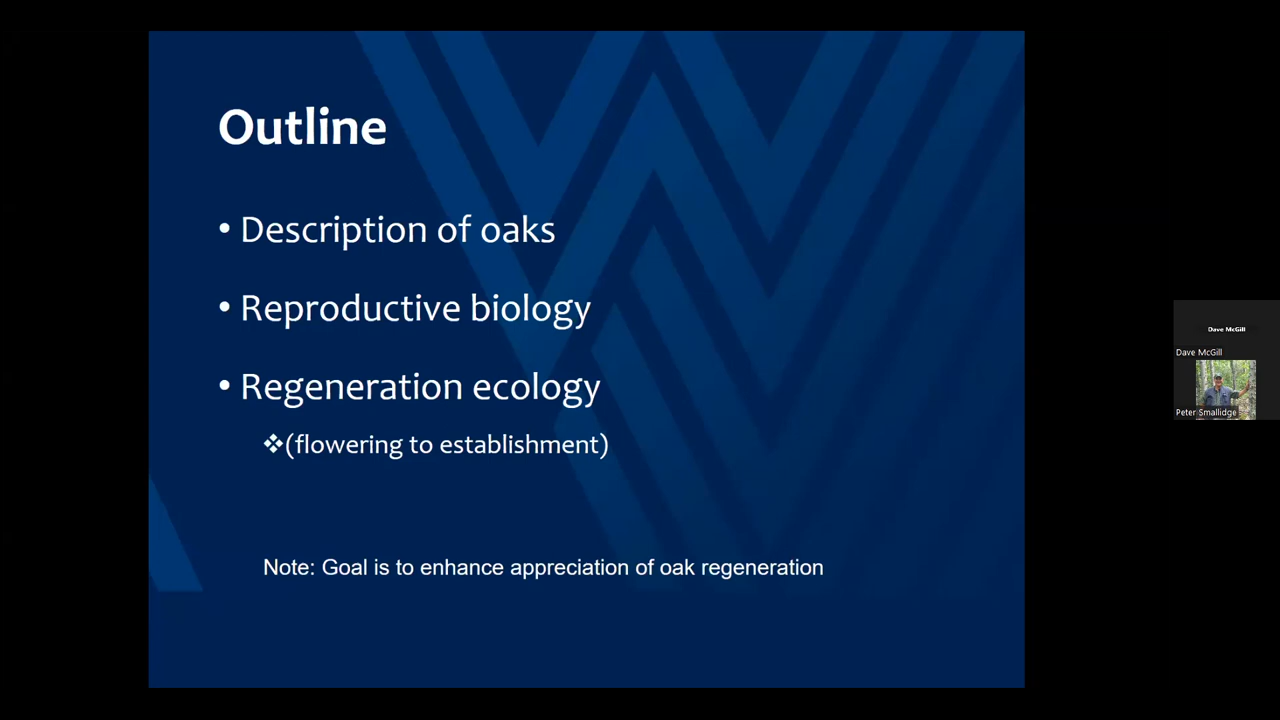 Outline
• Description of oaks
• Reproductive biology
• Regeneration ecology
❖(flowering to establishment)
Note: Goal is to enhance appreciation of oak regeneration
Dave McGill
Dave McGill
Peter Smallidge